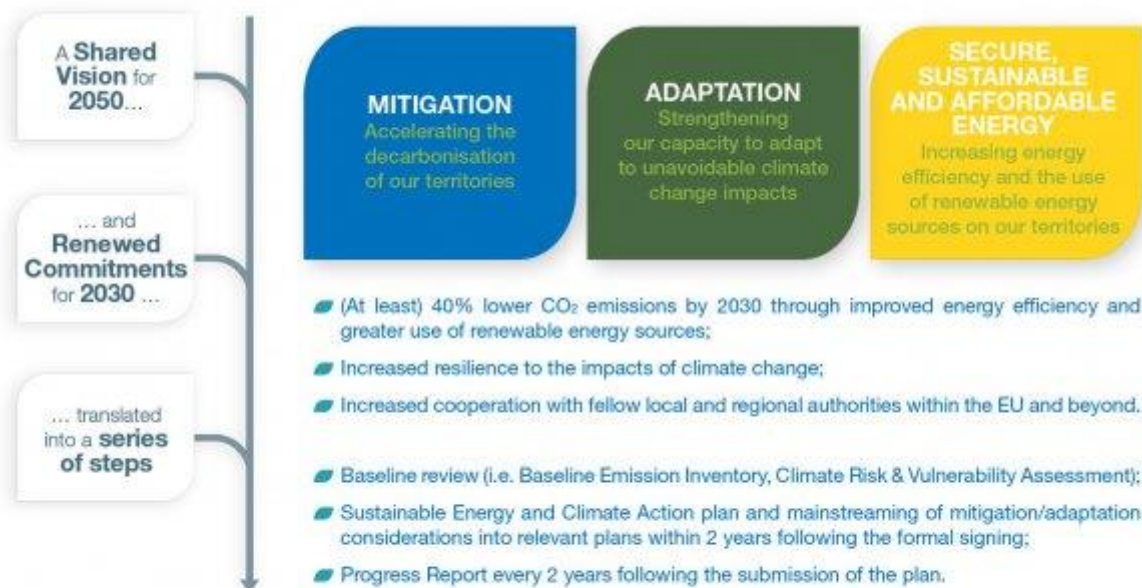 A Shared
Vision for
2050...
MITIGATION
Accelerating the
decarbonisation
of our territories
ADAPTATION
Strengthening
our capacity to adapt
to unavoidable climate
change impacts
SECURE,
SUSTAINABLE
AND AFFORDABLE
ENERGY
Increasing energy
efficiency and the use
of renewable energy
sources on our territories
... and
Renewed
Commitments
for 2030 ...
(At least) 40% lower CO₂ emissions by 2030 through improved energy efficiency and
greater use of renewable energy sources;
Increased resilience to the impacts of climate change;
Increased cooperation with fellow local and regional authorities within the EU and beyond.
... translated
into a series
of steps
Baseline review (i.e. Baseline Emission Inventory, Climate Risk & Vulnerability Assessment);
Sustainable Energy and Climate Action plan and mainstreaming of mitigation/adaptation
considerations into relevant plans within 2 years following the formal signing;
Progress Report every 2 years following the submission of the plan.